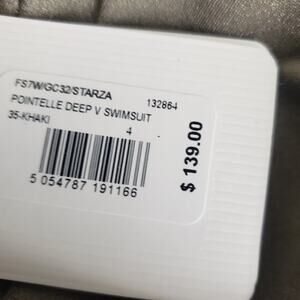 FS7W/GC32/STARZA 132864
POINTELLE DEEP V SWIMSUIT
35-KHAKI 4
5 054787 191166
$ 139.00